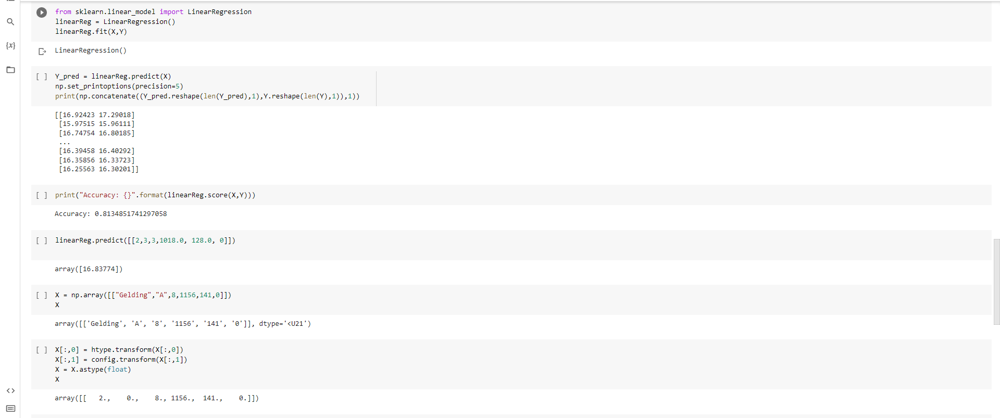 from sklearn.linear_model import LinearRegression
linearReg = LinearRegression()
linearReg.fit(X,Y)
{x}
LinearRegression()
[ ] Y_pred = linearReg.predict(X)
np.set_printoptions(precision=5)
print(np.concatenate((Y_pred.reshape(len(Y_pred),1),Y.reshape(len(Y),1)),1))
[[16.92423 17.29018]
[15.97515 15.96111]
[16.74754 16.80185]
...
[16.39458 16.40292]
[16.35856 16.33723]
[16.25563 16.30201]]
[ ] print("Accuracy: {}".format(linearReg.score(X,Y)))
Accuracy: 0.8134851741297058
[ ] linearReg.predict([[2,3,3,1018.0, 128.0, 0]])
array([16.83774])
[ ] X = np.array([["Gelding","A",8,1156,141,0]])
X
array([['Gelding', 'A', '8', '1156', '141', '0']], dtype='<U21')
[ ] X[:,0] = htype.transform(X[:,0])
X[:,1] = config.transform(X[:,1])
X = X.astype(float)
X
array([[   2.,    0.,    8., 1156.,  141.,    0.]])